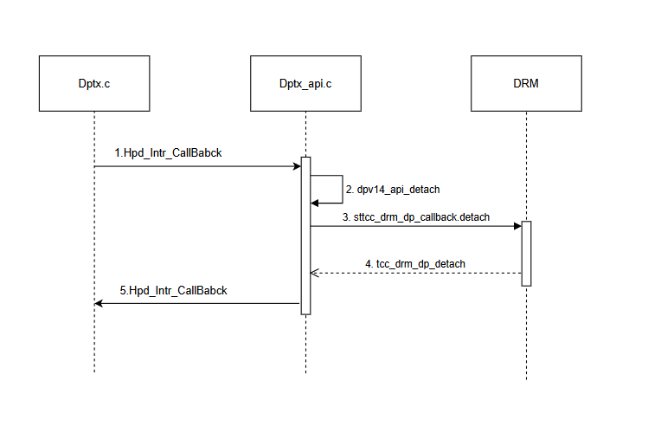 Dptx.c
Dptx_api.c
DRM
1.Hpd_Intr_CallBabck
2. dpv14_api_detach
3. sttcc_drm_dp_callback.detach
4. tcc_drm_dp_detach
5.Hpd_Intr_CallBabck